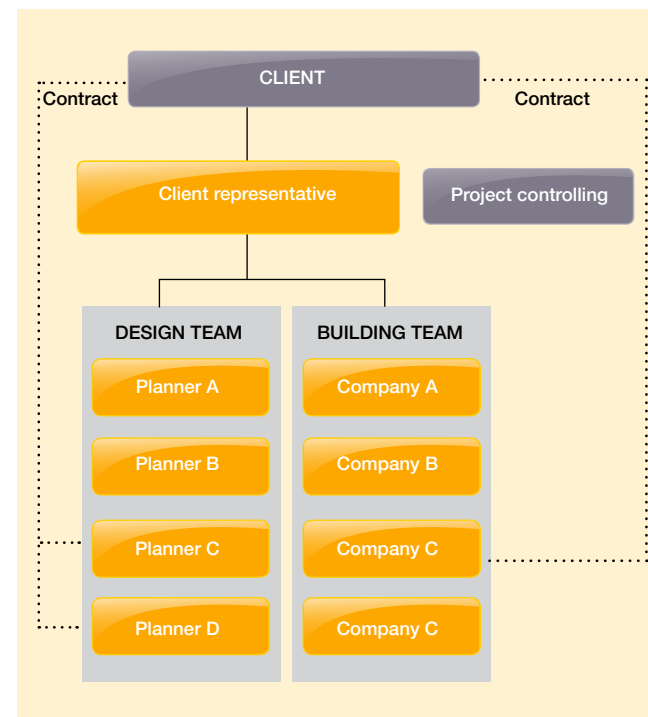 CLIENT
Contract
Contract
Client representative
Project controlling
DESIGN TEAM
BUILDING TEAM
Planner A
Company A
Planner B
Company B
Planner C
Company C
Planner D
Company C